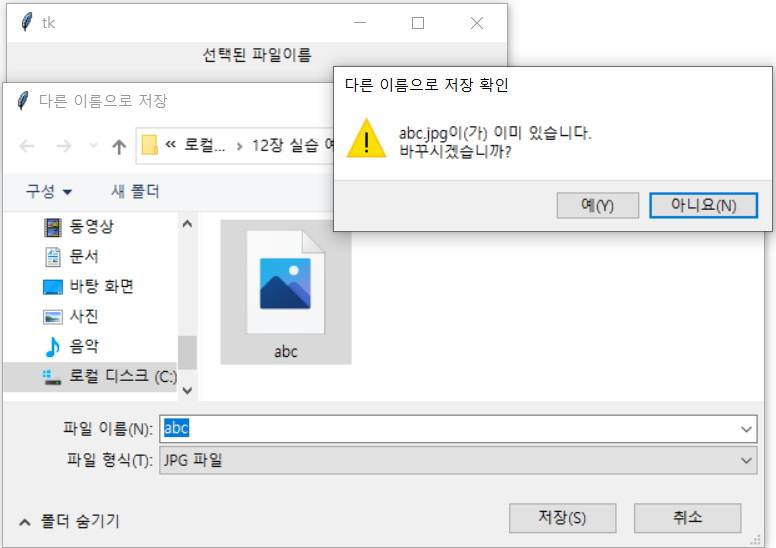 tk
선택된 파일이름
다른 이름으로 저장
다른 이름으로 저장 확인
abc.jpg이(가) 이미 있습니다.
바꾸시겠습니까?
예(Y)
아니요(N)
« 로컬... › 12장 실습 예
구성
새 폴더
동영상
문서
바탕 화면
사진
음악
로컬 디스크 (C:)
abc
파일 이름(N): abc
파일 형식(T): JPG 파일
폴더 숨기기
저장(S)
취소